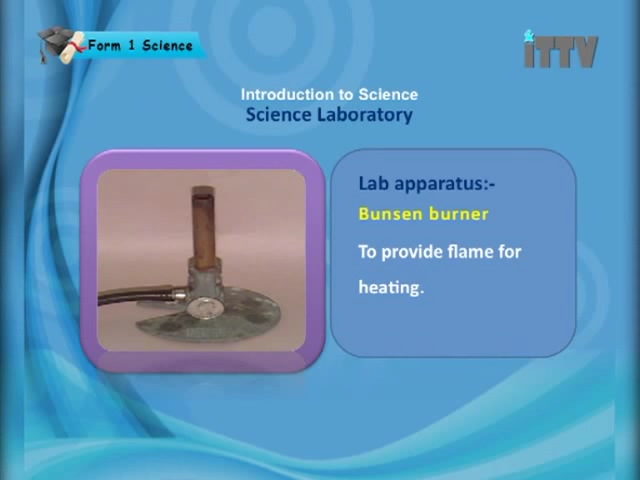 Form 1 Science
iTTV
Introduction to Science
Science Laboratory
Lab apparatus:-
Bunsen burner
To provide flame for
heating.